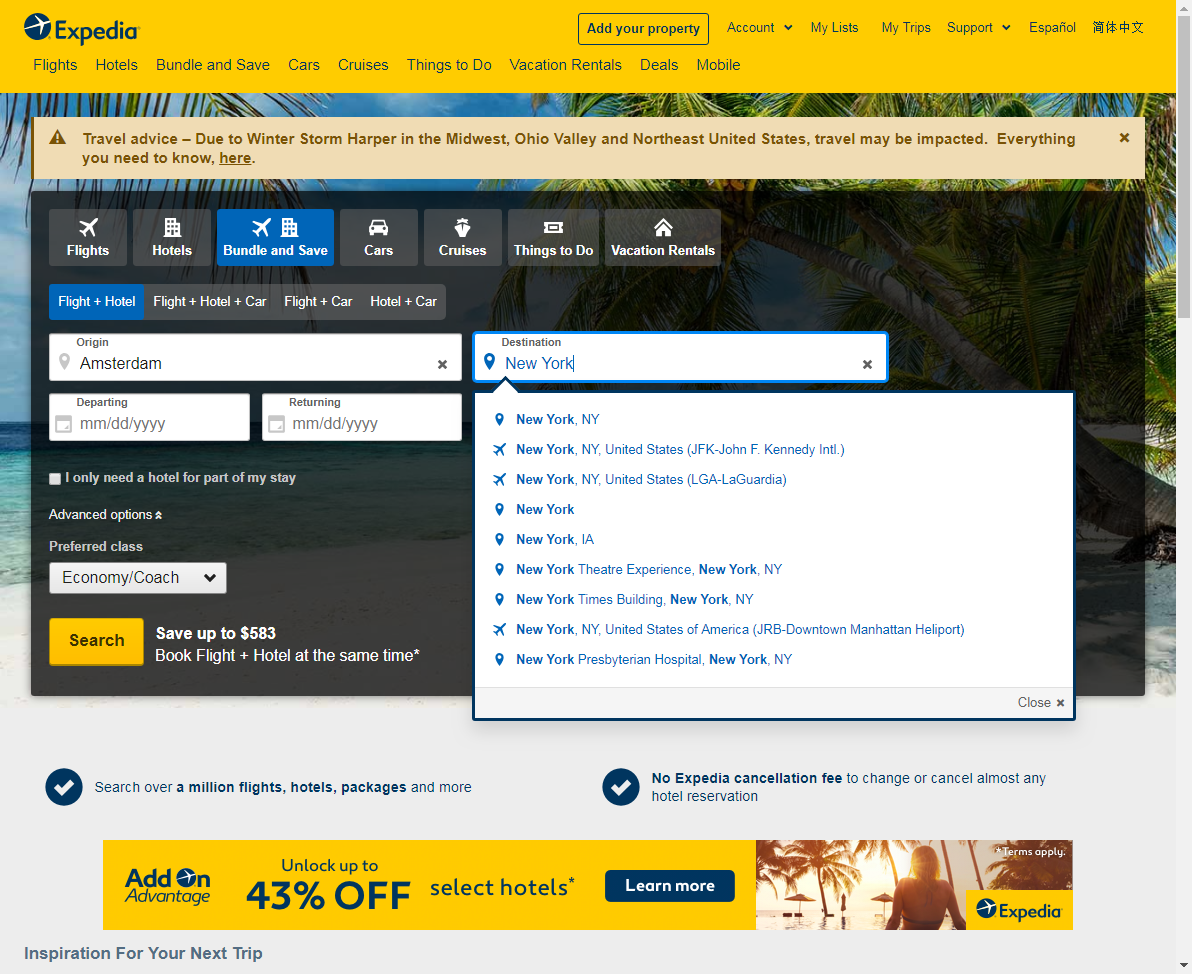 Expedia
Add your property
Account
My Lists
My Trips
Support
Español
简体中文
Flights
Hotels
Bundle and Save
Cars
Cruises
Things to Do
Vacation Rentals
Deals
Mobile
Travel advice – Due to Winter Storm Harper in the Midwest, Ohio Valley and Northeast United States, travel may be impacted.  Everything
you need to know, here.
Flights
Hotels
Bundle and Save
Cars
Cruises
Things to Do
Vacation Rentals
Flight + Hotel
Flight + Hotel + Car
Flight + Car
Hotel + Car
Origin
Amsterdam
Destination
New York
Departing
mm/dd/yyyy
Returning
mm/dd/yyyy
New York, NY
New York, NY, United States (JFK-John F. Kennedy Intl.)
New York, NY, United States (LGA-LaGuardia)
New York
New York, IA
New York Theatre Experience, New York, NY
New York Times Building, New York, NY
New York, NY, United States of America (JRB-Downtown Manhattan Heliport)
New York Presbyterian Hospital, New York, NY
Close
I only need a hotel for part of my stay
Advanced options
Preferred class
Economy/Coach
Search
Save up to $583
Book Flight + Hotel at the same time*
Search over a million flights, hotels, packages and more
No Expedia cancellation fee to change or cancel almost any
hotel reservation
Add On
Advantage
Unlock up to
43% OFF
select hotels*
Learn more
*Terms apply.
Expedia
Inspiration For Your Next Trip